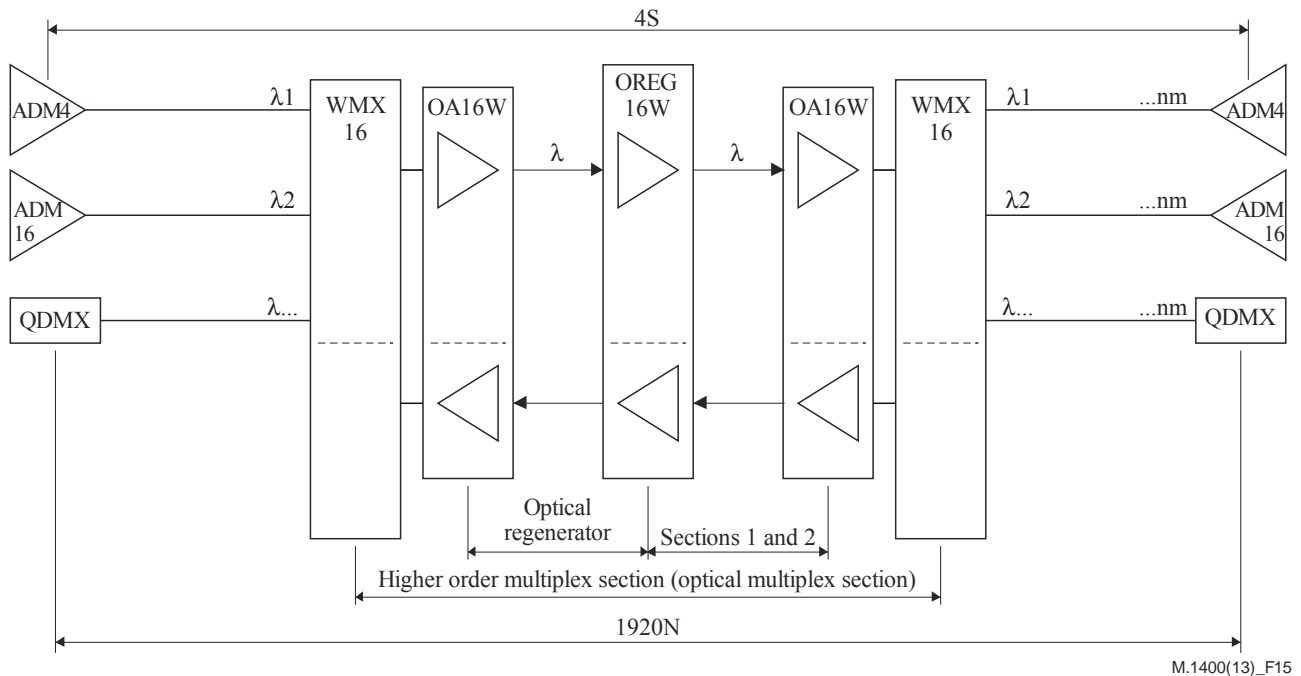 4S
ADM4
λ1
WMX
16
OA16W
OREG
16W
OA16W
WMX
16
λ1
...nm
ADM4
λ
λ
ADM
16
λ2
λ2
...nm
ADM
16
QDMX
λ...
λ...
...nm
QDMX
Optical
regenerator
Sections 1 and 2
Higher order multiplex section (optical multiplex section)
1920N
M.1400(13)_F15